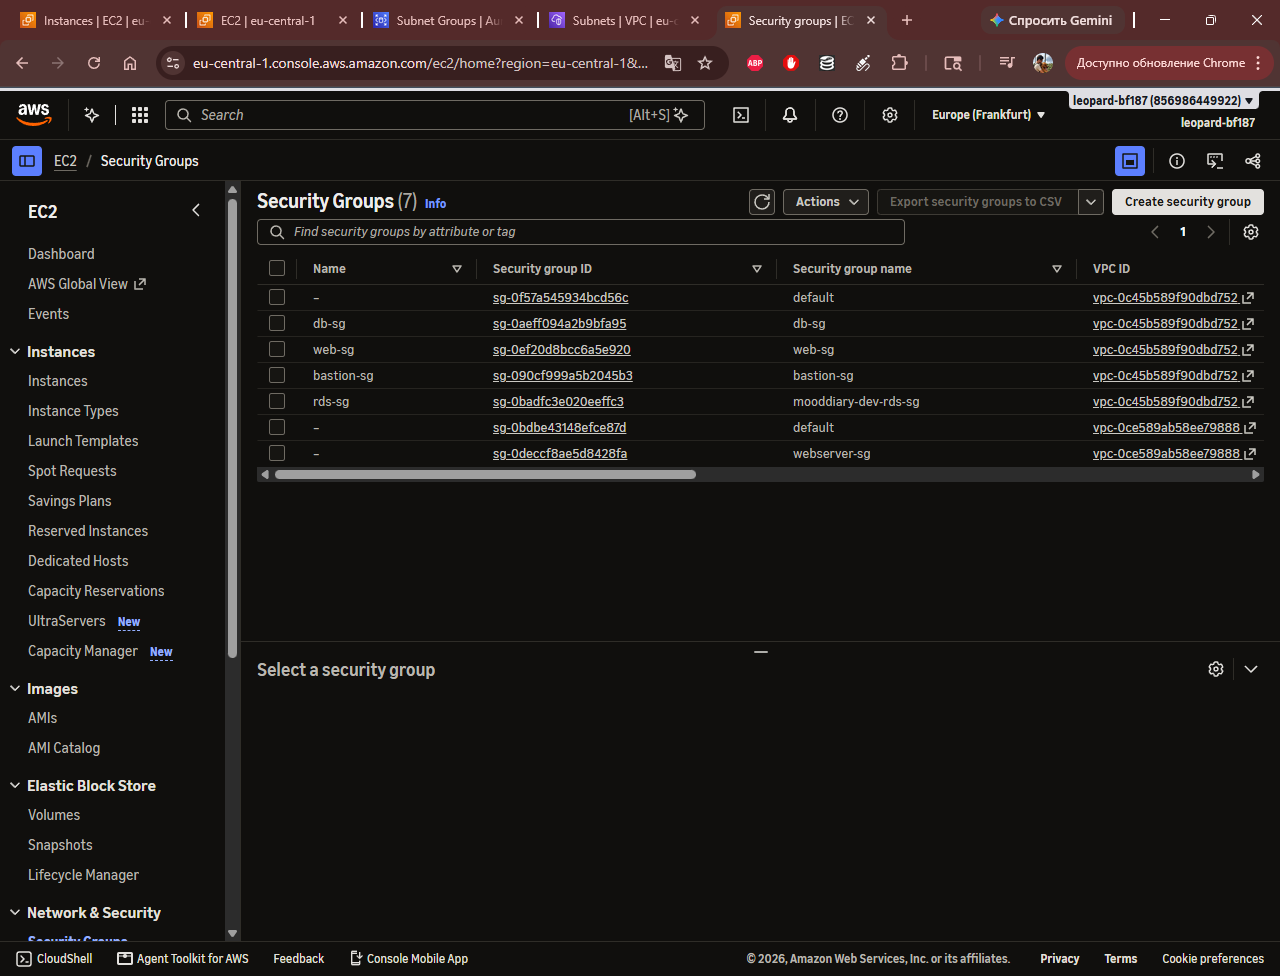 Instances | EC2 | eu-
EC2 | eu-central-1
Subnet Groups | Au
Subnets | VPC | eu-c
Security groups | EC
Спросить Gemini
eu-central-1.console.aws.amazon.com/ec2/home?region=eu-central-1&...
ABP
Доступно обновление Chrome
aws
Search
[Alt+S]
Europe (Frankfurt)
leopard-bf187 (856986449922)
leopard-bf187
EC2 / Security Groups
EC2
Dashboard
AWS Global View
Events
Instances
Instances
Instance Types
Launch Templates
Spot Requests
Savings Plans
Reserved Instances
Dedicated Hosts
Capacity Reservations
UltraServers New
Capacity Manager New
Images
AMIs
AMI Catalog
Elastic Block Store
Volumes
Snapshots
Lifecycle Manager
Network & Security
Security Groups
Security Groups (7) Info
Actions
Export security groups to CSV
Create security group
Find security groups by attribute or tag
1
Name Security group ID Security group name VPC ID
– sg-0f57a545934bcd56c default vpc-0c45b589f90dbd752
db-sg sg-0aeff094a2b9bfa95 db-sg vpc-0c45b589f90dbd752
web-sg sg-0ef20d8bcc6a5e920 web-sg vpc-0c45b589f90dbd752
bastion-sg sg-090cf999a5b2045b3 bastion-sg vpc-0c45b589f90dbd752
rds-sg sg-0badfc3e020eeffc3 mooddiary-dev-rds-sg vpc-0c45b589f90dbd752
– sg-0bdbe43148efce87d default vpc-0ce589ab58ee79888
– sg-0deccf8ae5d8428fa webserver-sg vpc-0ce589ab58ee79888
Select a security group
CloudShell
Agent Toolkit for AWS
Feedback
Console Mobile App
© 2026, Amazon Web Services, Inc. or its affiliates.
Privacy
Terms
Cookie preferences